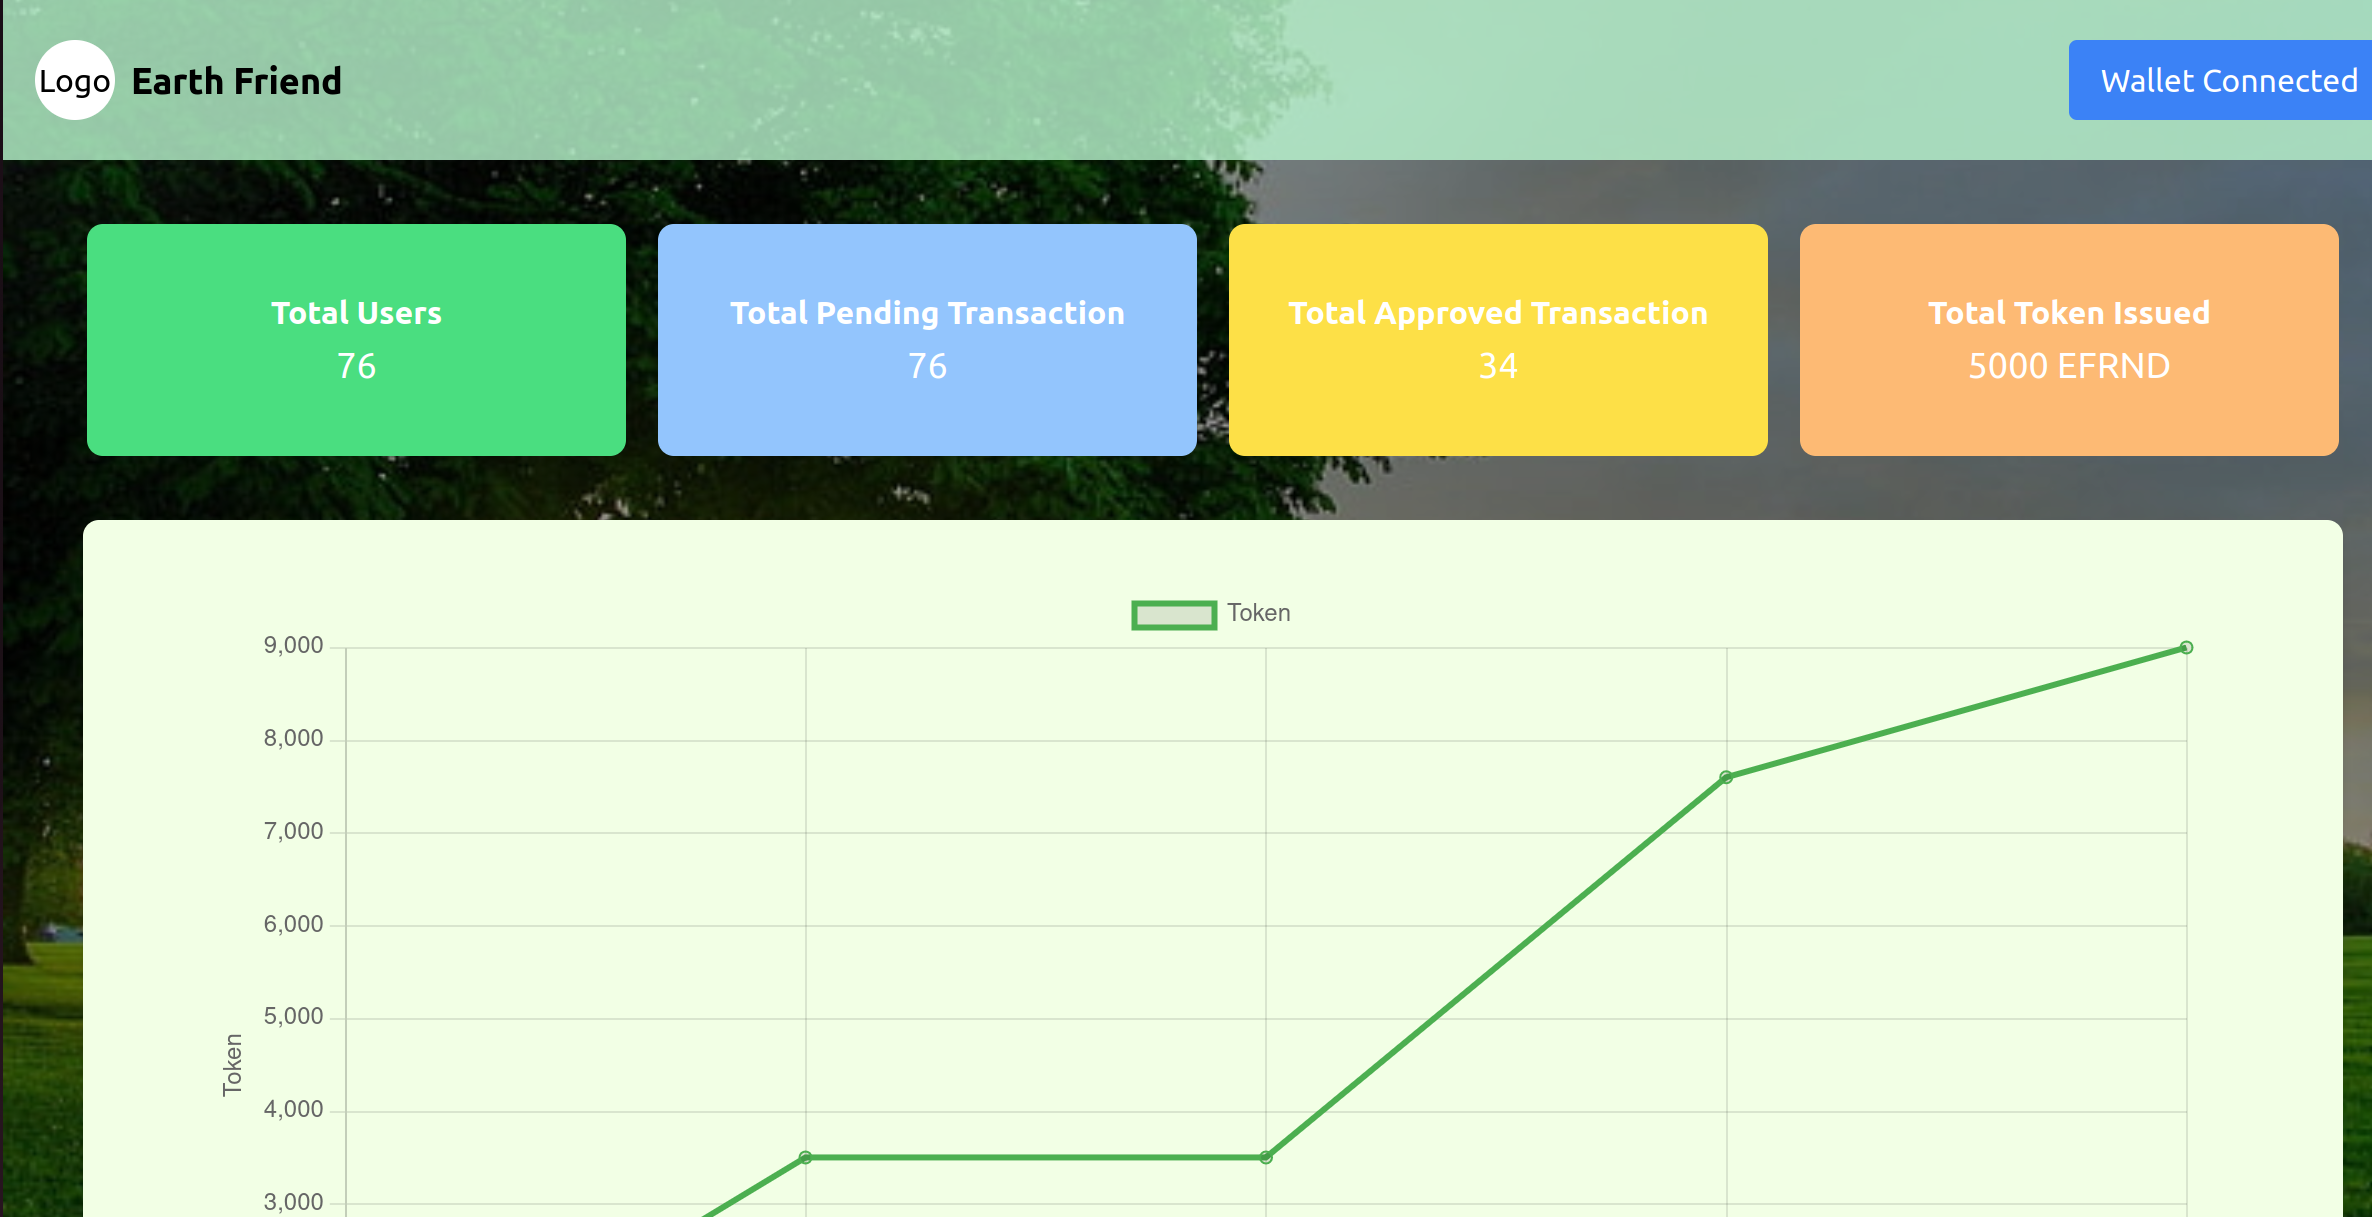 Logo Earth Friend
Wallet Connected
Total Users
76
Total Pending Transaction
76
Total Approved Transaction
34
Total Token Issued
5000 EFRND
Token
9,000
8,000
7,000
6,000
5,000
4,000
3,000
Token